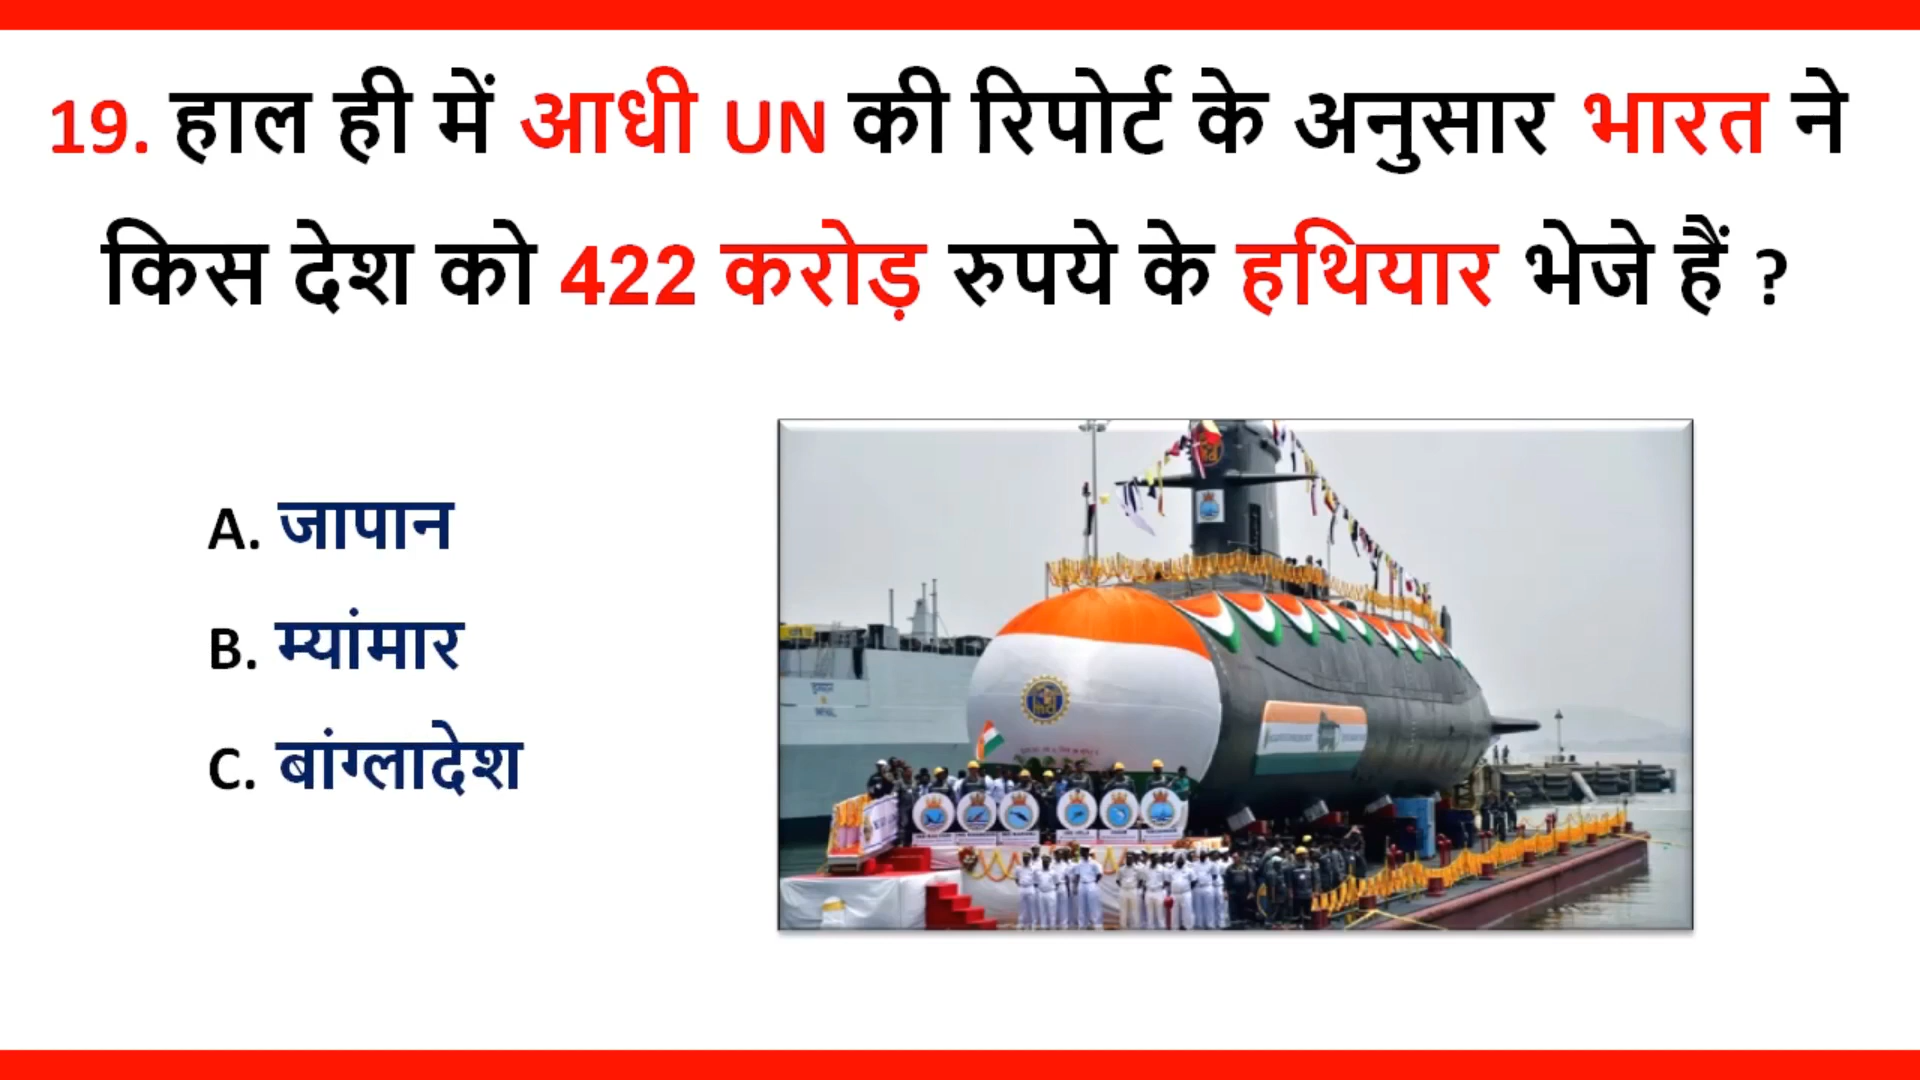 19. हाल ही में आधी UN की रिपोर्ट के अनुसार भारत ने
किस देश को 422 करोड़ रुपये के हथियार भेजे हैं ?
A. जापान
B. म्यांमार
C. बांग्लादेश